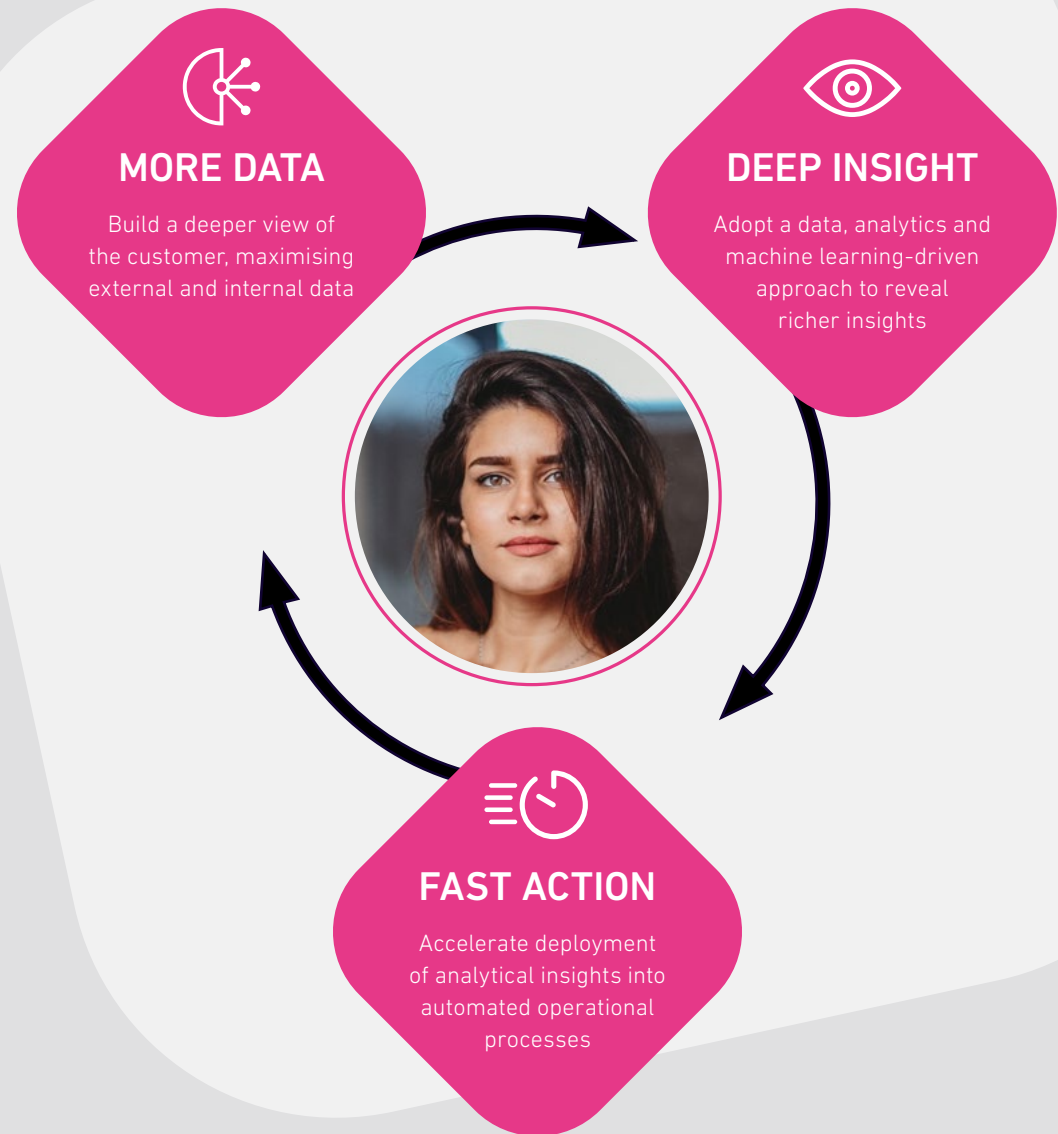 MORE DATA
Build a deeper view of
the customer, maximising
external and internal data
DEEP INSIGHT
Adopt a data, analytics and
machine learning-driven
approach to reveal
richer insights
FAST ACTION
Accelerate deployment
of analytical insights into
automated operational
processes